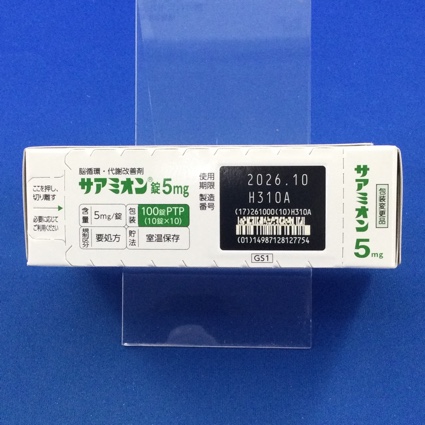 ここを押し、
切り離す
必要に応じて
ご利用ください
脳循環・代謝改善剤
サアミオン®錠5mg
含量 5mg/錠 包装 100錠PTP
(10錠×10)
規制区分 要処方 貯法 室温保存
使用
期限 2026.10
製造
番号 H310A
(17)261000(10)H310A
(01)14987128127754
GS1
包装変更品
サアミオン 5mg